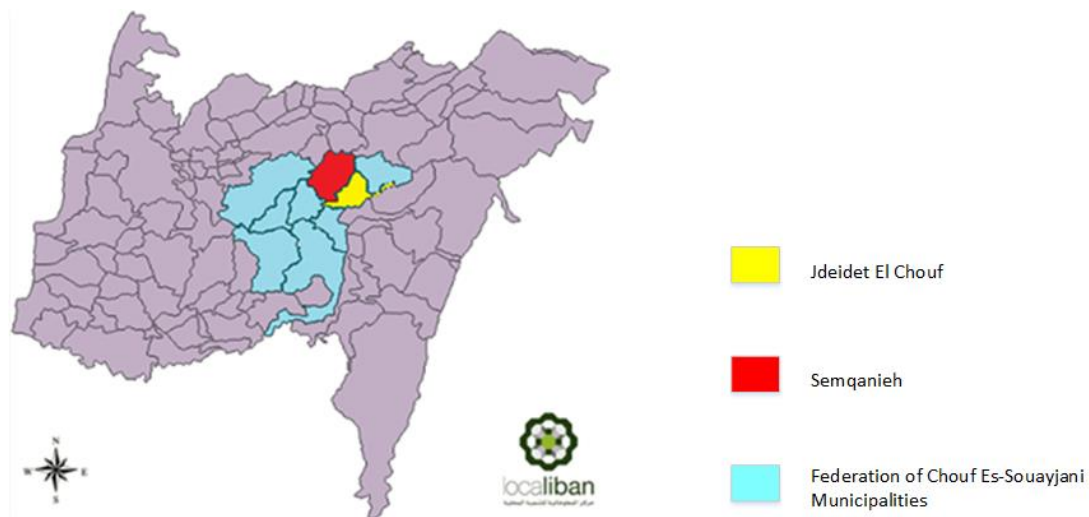 Jdeidet El Chouf
Semqanieh
Federation of Chouf Es-Souayjani
Municipalities
N
W E
S
localiban